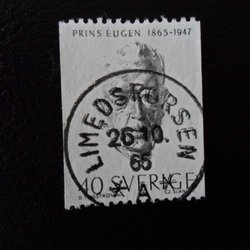 PRINS EUGEN 1865-1947
LIMEDSFORSEN
26.10.
65
40 SVERIGE
A